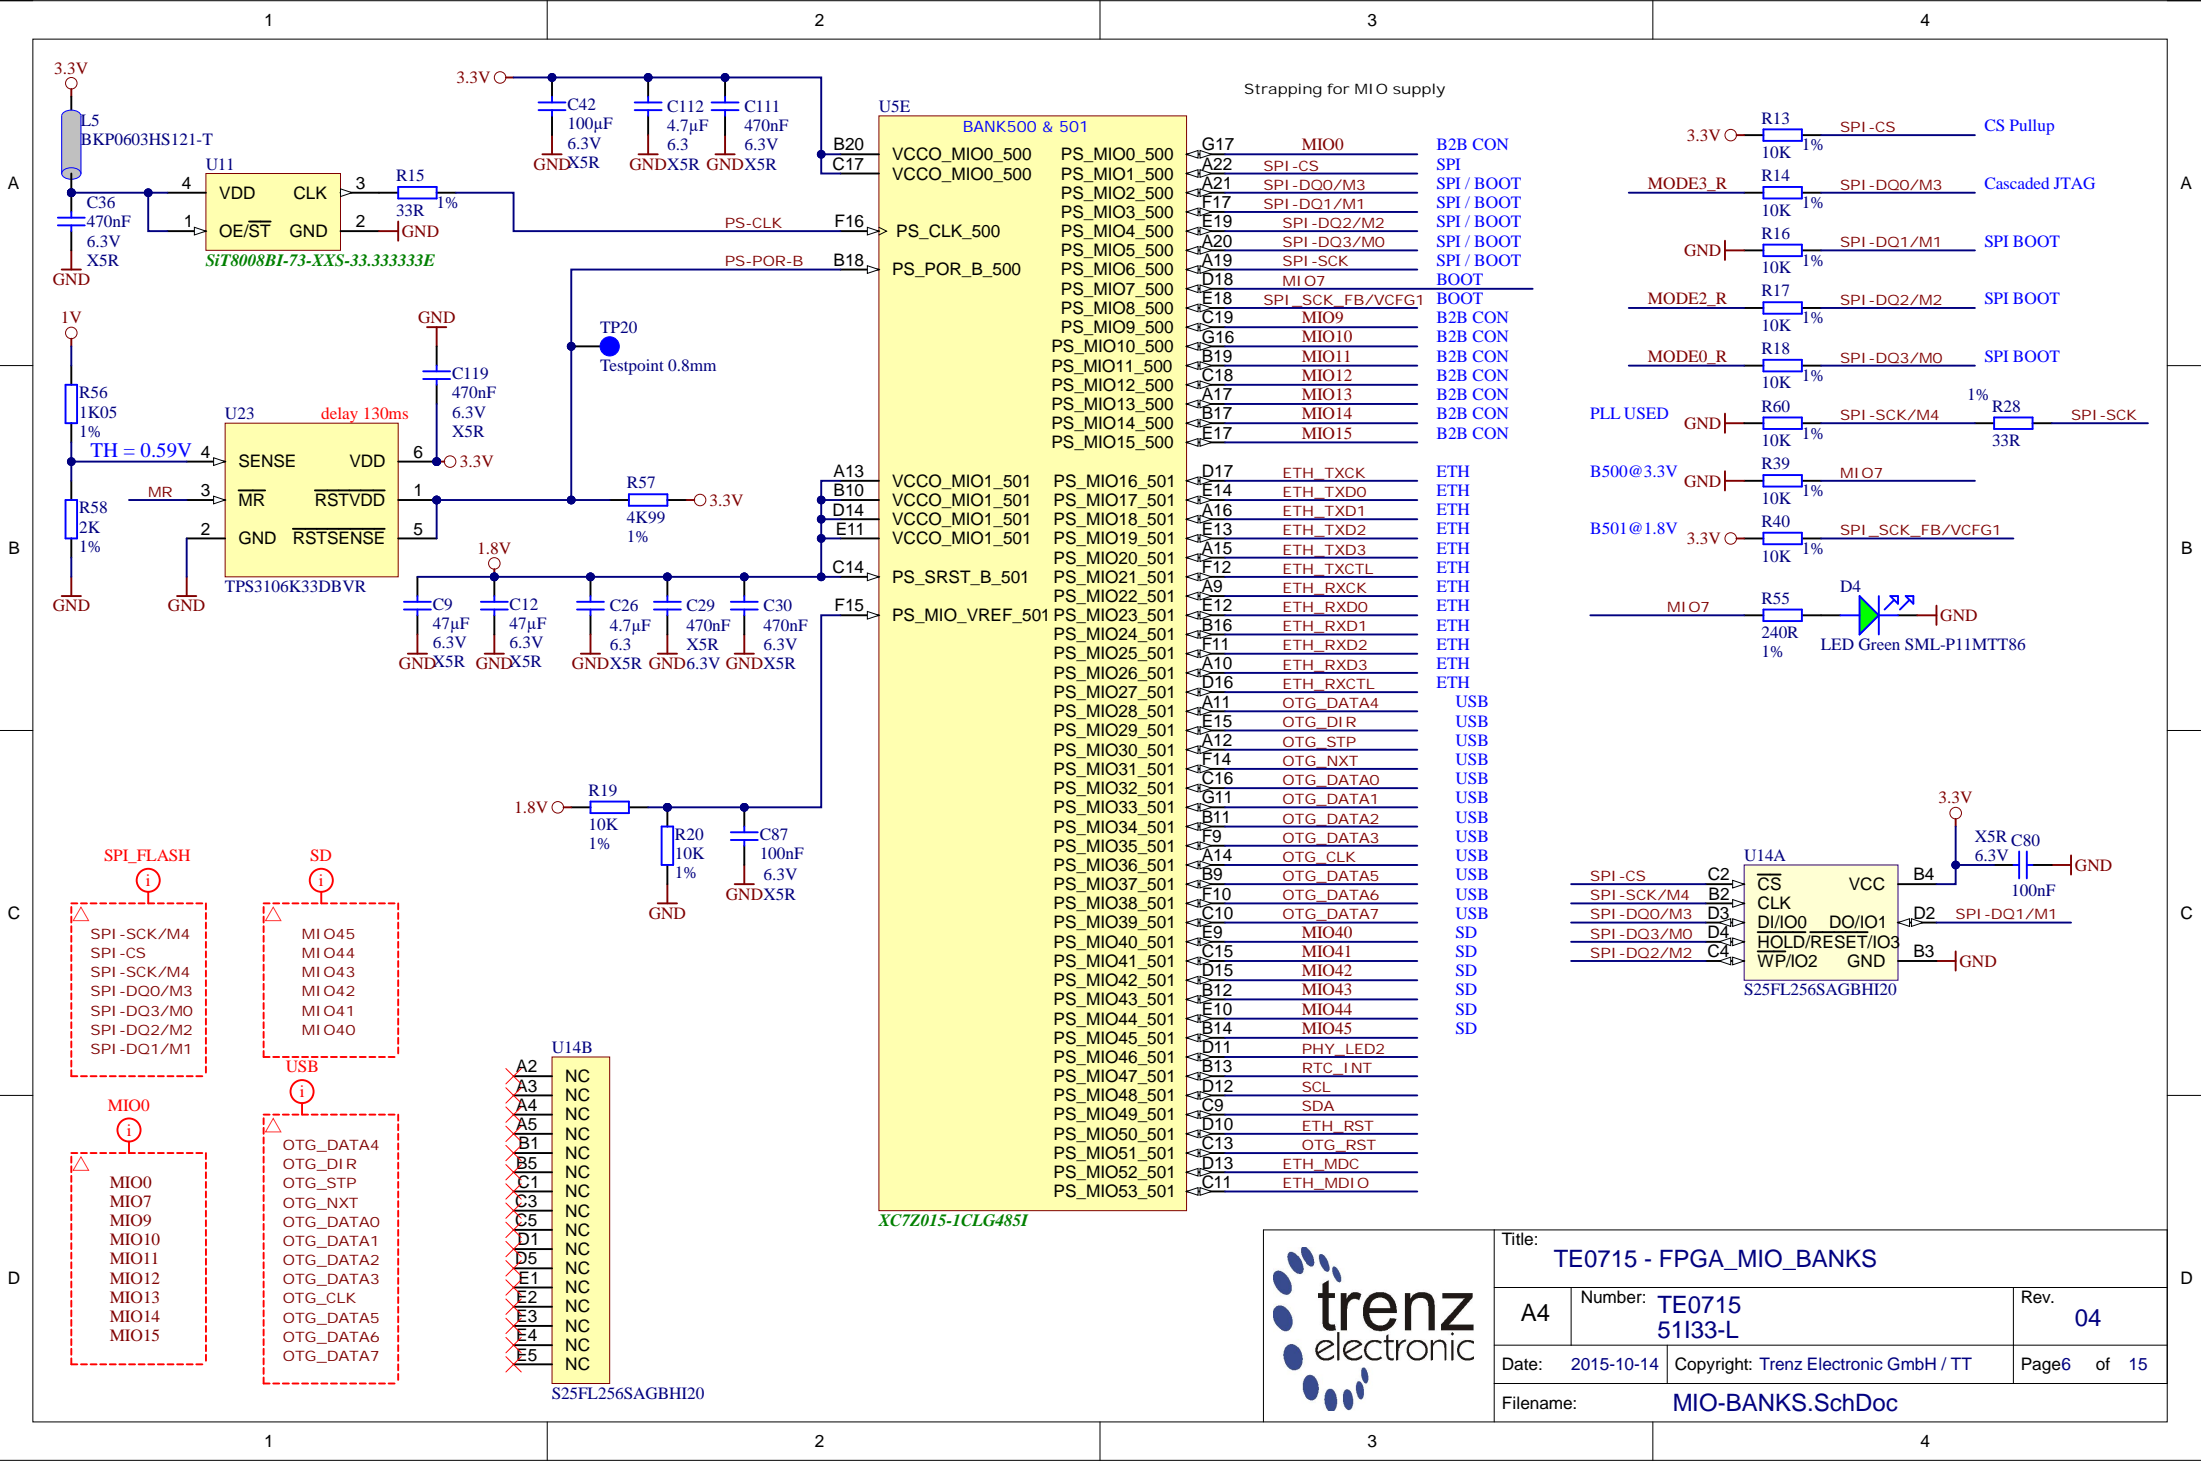 1 2 3 4
A
B
C
D
3.3V
L5
BKP0603HS121-T
U11
4 VDD CLK 3
1 OE/ST GND 2
GND
SiT8008BI-73-XXS-33.333333E
R15
33R
1%
C36
470nF
6.3V
X5R
GND
3.3V
C42
100µF
6.3V
GND X5R
C112
4.7µF
6.3
GND X5R
C111
470nF
6.3V
GND X5R
PS-CLK
PS-POR-B
TP20
Testpoint 0.8mm
1V
R56
1K05
1%
TH = 0.59V
MR
R58
2K
1%
GND
GND
U23
delay 130ms
4 SENSE VDD 6
3 MR RSTVDD 1
2 GND RSTSENSE 5
TPS3106K33DBVR
GND
C119
470nF
6.3V
X5R
3.3V
R57
4K99
1%
3.3V
1.8V
C9
47µF
6.3V
GND X5R
C12
47µF
6.3V
GND X5R
C26
4.7µF
6.3
GND X5R
C29
470nF
X5R
GND 6.3V
C30
470nF
6.3V
GND X5R
1.8V
R19
10K
1%
R20
10K
1%
GND
C87
100nF
6.3V
GND X5R
U5E
BANK500 & 501
B20 VCCO_MIO0_500
C17 VCCO_MIO0_500
F16 PS_CLK_500
B18 PS_POR_B_500
A13 VCCO_MIO1_501
B10 VCCO_MIO1_501
D14 VCCO_MIO1_501
E11 VCCO_MIO1_501
C14 PS_SRST_B_501
F15 PS_MIO_VREF_501
Strapping for MIO supply
PS_MIO0_500 G17 MIO0 B2B CON
PS_MIO1_500 A22 SPI-CS SPI
PS_MIO2_500 A21 SPI-DQ0/M3 SPI / BOOT
PS_MIO3_500 F17 SPI-DQ1/M1 SPI / BOOT
PS_MIO4_500 E19 SPI-DQ2/M2 SPI / BOOT
PS_MIO5_500 A20 SPI-DQ3/M0 SPI / BOOT
PS_MIO6_500 A19 SPI-SCK SPI / BOOT
PS_MIO7_500 D18 MIO7 BOOT
PS_MIO8_500 E18 SPI_SCK_FB/VCFG1 BOOT
PS_MIO9_500 C19 MIO9 B2B CON
PS_MIO10_500 G16 MIO10 B2B CON
PS_MIO11_500 B19 MIO11 B2B CON
PS_MIO12_500 C18 MIO12 B2B CON
PS_MIO13_500 A17 MIO13 B2B CON
PS_MIO14_500 B17 MIO14 B2B CON
PS_MIO15_500 E17 MIO15 B2B CON
PS_MIO16_501 D17 ETH_TXCK ETH
PS_MIO17_501 E14 ETH_TXD0 ETH
PS_MIO18_501 A16 ETH_TXD1 ETH
PS_MIO19_501 E13 ETH_TXD2 ETH
PS_MIO20_501 A15 ETH_TXD3 ETH
PS_MIO21_501 F12 ETH_TXCTL ETH
PS_MIO22_501 A9 ETH_RXCK ETH
PS_MIO23_501 E12 ETH_RXD0 ETH
PS_MIO24_501 B16 ETH_RXD1 ETH
PS_MIO25_501 F11 ETH_RXD2 ETH
PS_MIO26_501 A10 ETH_RXD3 ETH
PS_MIO27_501 D16 ETH_RXCTL ETH
PS_MIO28_501 A11 OTG_DATA4 USB
PS_MIO29_501 E15 OTG_DIR USB
PS_MIO30_501 A12 OTG_STP USB
PS_MIO31_501 F14 OTG_NXT USB
PS_MIO32_501 C16 OTG_DATA0 USB
PS_MIO33_501 G11 OTG_DATA1 USB
PS_MIO34_501 B11 OTG_DATA2 USB
PS_MIO35_501 F9 OTG_DATA3 USB
PS_MIO36_501 A14 OTG_CLK USB
PS_MIO37_501 B9 OTG_DATA5 USB
PS_MIO38_501 F10 OTG_DATA6 USB
PS_MIO39_501 C10 OTG_DATA7 USB
PS_MIO40_501 E9 MIO40 SD
PS_MIO41_501 C15 MIO41 SD
PS_MIO42_501 D15 MIO42 SD
PS_MIO43_501 B12 MIO43 SD
PS_MIO44_501 E10 MIO44 SD
PS_MIO45_501 B14 MIO45 SD
PS_MIO46_501 D11 PHY_LED2
PS_MIO47_501 B13 RTC_INT
PS_MIO48_501 D12 SCL
PS_MIO49_501 C9 SDA
PS_MIO50_501 D10 ETH_RST
PS_MIO51_501 C13 OTG_RST
PS_MIO52_501 D13 ETH_MDC
PS_MIO53_501 C11 ETH_MDIO
XC7Z015-1CLG485I
3.3V R13 10K 1% SPI-CS CS Pullup
MODE3_R R14 10K 1% SPI-DQ0/M3 Cascaded JTAG
GND R16 10K 1% SPI-DQ1/M1 SPI BOOT
MODE2_R R17 10K 1% SPI-DQ2/M2 SPI BOOT
MODE0_R R18 10K 1% SPI-DQ3/M0 SPI BOOT
PLL USED GND R60 10K 1% SPI-SCK/M4 1% R28 33R SPI-SCK
B500@3.3V GND R39 10K 1% MIO7
B501@1.8V 3.3V R40 10K 1% SPI_SCK_FB/VCFG1
MIO7 R55 240R 1% D4 GND
LED Green SML-P11MTT86
3.3V
X5R C80
6.3V
100nF
GND
U14A
SPI-CS C2 CS VCC B4
SPI-SCK/M4 B2 CLK
SPI-DQ0/M3 D3 DI/IO0 DO/IO1 D2 SPI-DQ1/M1
SPI-DQ3/M0 D4 HOLD/RESET/IO3
SPI-DQ2/M2 C4 WP/IO2 GND B3 GND
S25FL256SAGBHI20
SPI_FLASH
i
SPI-SCK/M4
SPI-CS
SPI-SCK/M4
SPI-DQ0/M3
SPI-DQ3/M0
SPI-DQ2/M2
SPI-DQ1/M1
SD
i
MIO45
MIO44
MIO43
MIO42
MIO41
MIO40
MIO0
i
MIO0
MIO7
MIO9
MIO10
MIO11
MIO12
MIO13
MIO14
MIO15
USB
i
OTG_DATA4
OTG_DIR
OTG_STP
OTG_NXT
OTG_DATA0
OTG_DATA1
OTG_DATA2
OTG_DATA3
OTG_CLK
OTG_DATA5
OTG_DATA6
OTG_DATA7
U14B
A2 NC
A3 NC
A4 NC
A5 NC
B1 NC
B5 NC
C1 NC
C3 NC
C5 NC
D1 NC
D5 NC
E1 NC
E2 NC
E3 NC
E4 NC
E5 NC
S25FL256SAGBHI20
trenz
electronic
Title:
TE0715 - FPGA_MIO_BANKS
A4
Number: TE0715
51I33-L
Rev.
04
Date: 2015-10-14
Copyright: Trenz Electronic GmbH / TT
Page6 of 15
Filename: MIO-BANKS.SchDoc
A
B
C
D
1 2 3 4